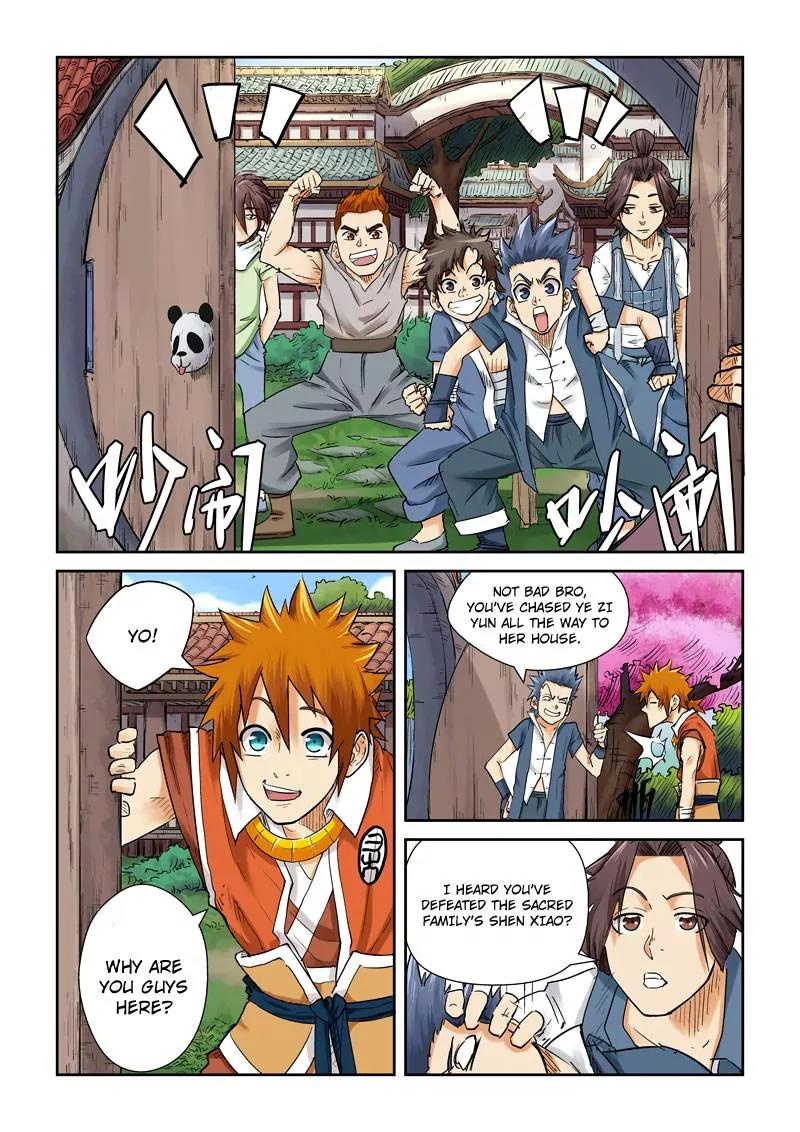 吵闹
吵闹
YO!
WHY ARE
YOU GUYS
HERE?
NOT BAD BRO,
YOU'VE CHASED YE ZI
YUN ALL THE WAY TO
HER HOUSE.
I HEARD YOU'VE
DEFEATED THE SACRED
FAMILY'S SHEN XIAO?